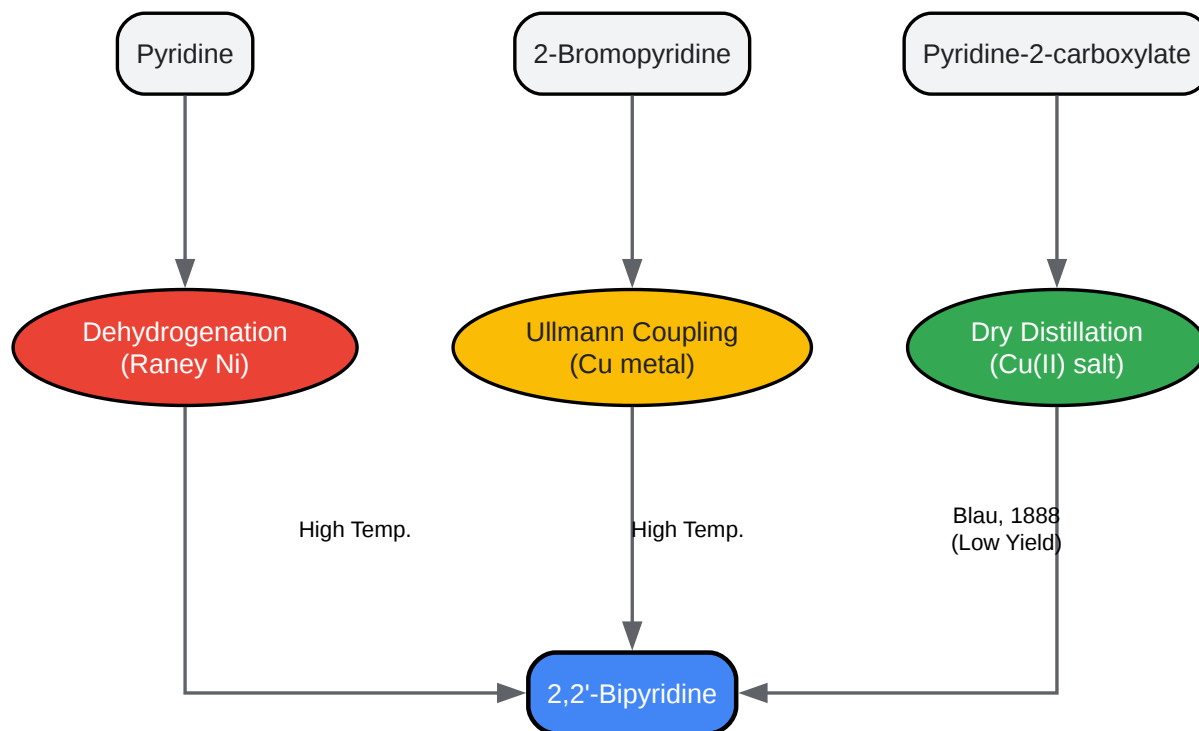 Pyridine
2-Bromopyridine
Pyridine-2-carboxylate
Dehydrogenation
(Raney Ni)
Ullmann Coupling
(Cu metal)
Dry Distillation
(Cu(II) salt)
High Temp.
High Temp.
Blau, 1888
(Low Yield)
2,2'-Bipyridine